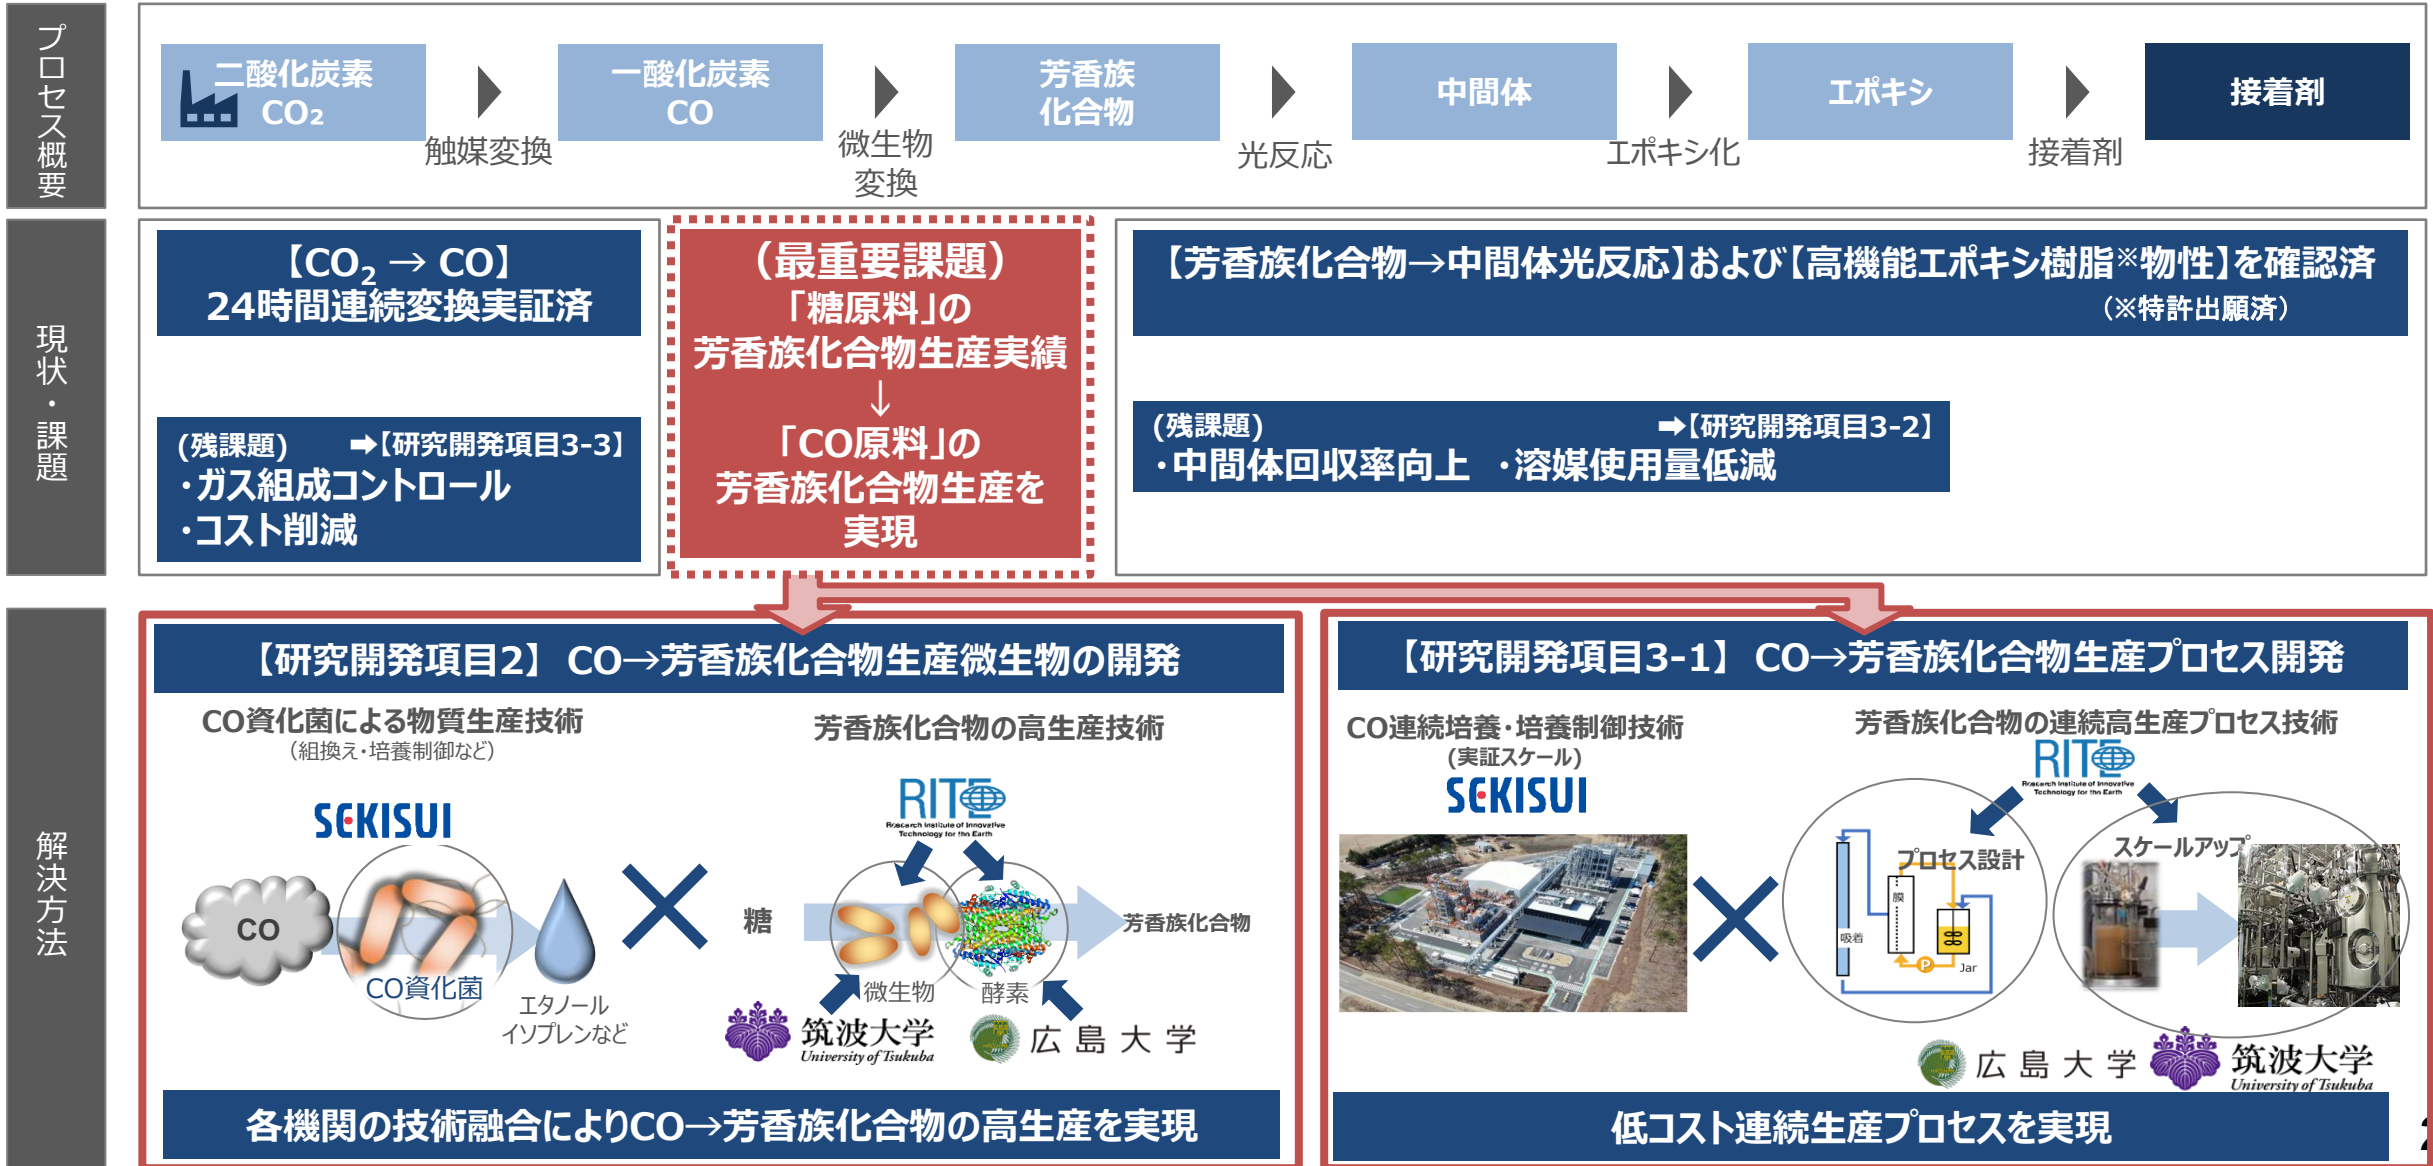 プロセス概要
二酸化炭素
CO₂
触媒変換
一酸化炭素
CO
微生物
変換
芳香族
化合物
光反応
中間体
エポキシ化
エポキシ
接着剤
接着剤
現状・課題
【CO₂ → CO】
24時間連続変換実証済
(残課題) ➡【研究開発項目3-3】
・ガス組成コントロール
・コスト削減
（最重要課題）
「糖原料」の
芳香族化合物生産実績
↓
「CO原料」の
芳香族化合物生産を
実現
【芳香族化合物→中間体光反応】および【高機能エポキシ樹脂※物性】を確認済
（※特許出願済）
(残課題) ➡【研究開発項目3-2】
・中間体回収率向上 ・溶媒使用量低減
解決方法
【研究開発項目2】 CO→芳香族化合物生産微生物の開発
CO資化菌による物質生産技術
（組換え・培養制御など）
SEKISUI
CO
CO資化菌
エタノール
イソプレンなど
芳香族化合物の高生産技術
RITE
Research Institute of Innovative
Technology for the Earth
糖
芳香族化合物
微生物
酵素
筑波大学
University of Tsukuba
広島大学
各機関の技術融合によりCO→芳香族化合物の高生産を実現
【研究開発項目3-1】 CO→芳香族化合物生産プロセス開発
CO連続培養・培養制御技術
(実証スケール)
SEKISUI
芳香族化合物の連続高生産プロセス技術
RITE
Research Institute of Innovative
Technology for the Earth
プロセス設計
膜
吸着
P
Jar
スケールアップ
広島大学
筑波大学
University of Tsukuba
低コスト連続生産プロセスを実現